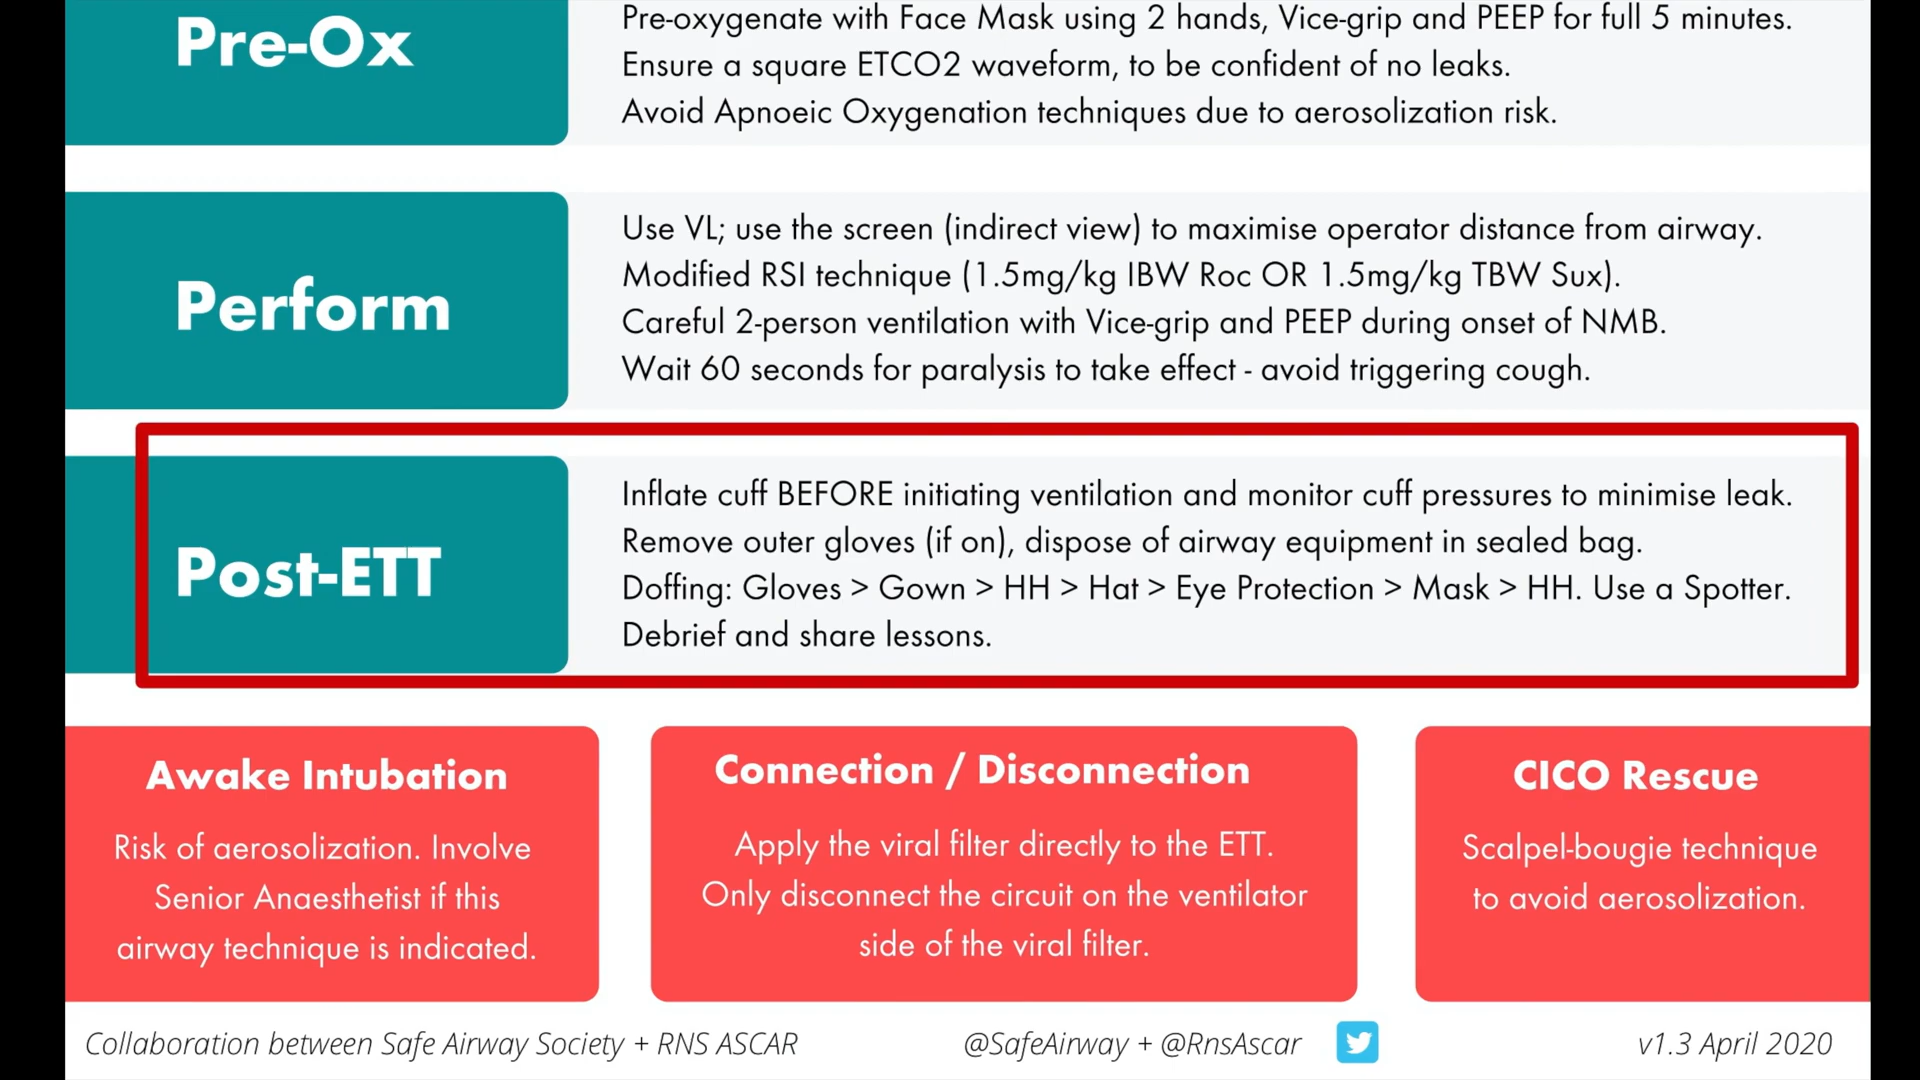 Pre-Ox
Pre-oxygenate with Face Mask using 2 hands, Vice-grip and PEEP for full 5 minutes.
Ensure a square ETCO2 waveform, to be confident of no leaks.
Avoid Apnoeic Oxygenation techniques due to aerosolization risk.
Perform
Use VL; use the screen (indirect view) to maximise operator distance from airway.
Modified RSI technique (1.5mg/kg IBW Roc OR 1.5mg/kg TBW Sux).
Careful 2-person ventilation with Vice-grip and PEEP during onset of NMB.
Wait 60 seconds for paralysis to take effect - avoid triggering cough.
Post-ETT
Inflate cuff BEFORE initiating ventilation and monitor cuff pressures to minimise leak.
Remove outer gloves (if on), dispose of airway equipment in sealed bag.
Doffing: Gloves > Gown > HH > Hat > Eye Protection > Mask > HH. Use a Spotter.
Debrief and share lessons.
Awake Intubation
Risk of aerosolization. Involve
Senior Anaesthetist if this
airway technique is indicated.
Connection / Disconnection
Apply the viral filter directly to the ETT.
Only disconnect the circuit on the ventilator
side of the viral filter.
CICO Rescue
Scalpel-bougie technique
to avoid aerosolization.
Collaboration between Safe Airway Society + RNS ASCAR
@SafeAirway + @RnsAscar
v1.3 April 2020